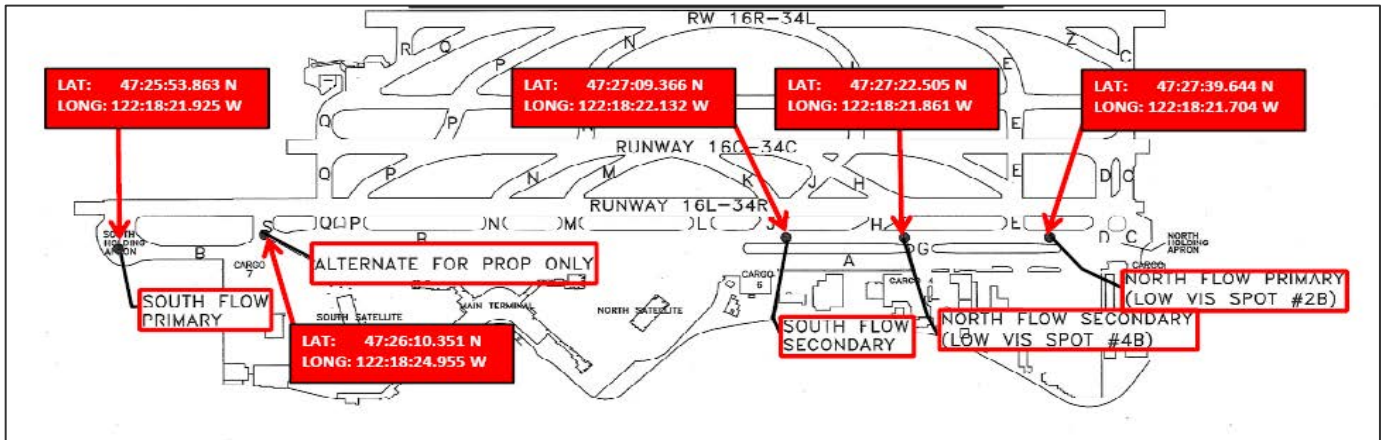 RW 16R-34L
R
Q
P
N
Z
C
E
LAT: 47:25:53.863 N
LONG: 122:18:21.925 W
LAT: 47:27:09.366 N
LONG: 122:18:22.132 W
LAT: 47:27:22.505 N
LONG: 122:18:21.861 W
LAT: 47:27:39.644 N
LONG: 122:18:21.704 W
Q
P
E
RUNWAY 16C-34C
Q
P
N
M
K
J
H
E
D
C
RUNWAY 16L-34R
S
Q
P
N
M
L
J
H
E
D
C
SOUTH
HOLDING
APRON
B
B
G
A
NORTH
HOLDING
APRON
CARGO
7
ALTERNATE FOR PROP ONLY
CARGO
6
CARGO 4
CARGO
SOUTH FLOW
PRIMARY
SOUTH SATELLITE
MAIN TERMINAL
NORTH SATELLITE
NORTH FLOW PRIMARY
(LOW VIS SPOT #2B)
SOUTH FLOW
SECONDARY
NORTH FLOW SECONDARY
(LOW VIS SPOT #4B)
LAT: 47:26:10.351 N
LONG: 122:18:24.955 W